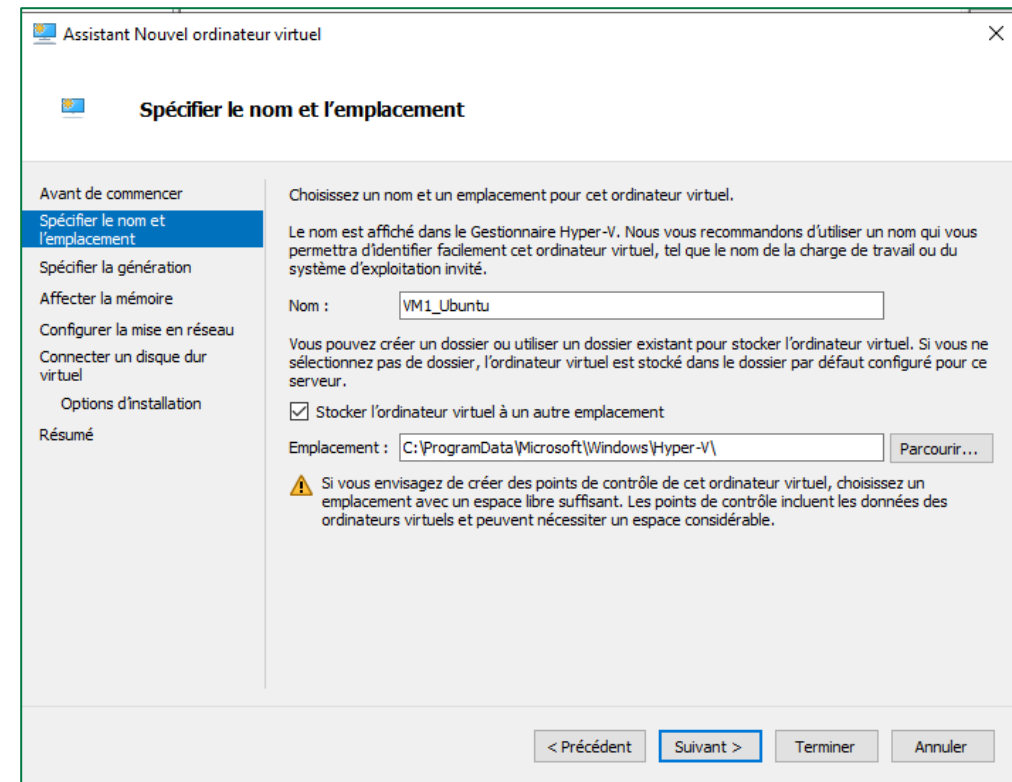 Assistant Nouvel ordinateur virtuel
Spécifier le nom et l'emplacement
Avant de commencer
Spécifier le nom et
l'emplacement
Spécifier la génération
Affecter la mémoire
Configurer la mise en réseau
Connecter un disque dur
virtuel
Options d'installation
Résumé
Choisissez un nom et un emplacement pour cet ordinateur virtuel.
Le nom est affiché dans le Gestionnaire Hyper-V. Nous vous recommandons d'utiliser un nom qui vous
permettra d'identifier facilement cet ordinateur virtuel, tel que le nom de la charge de travail ou du
système d'exploitation invité.
Nom : VM1_Ubuntu
Vous pouvez créer un dossier ou utiliser un dossier existant pour stocker l'ordinateur virtuel. Si vous ne
sélectionnez pas de dossier, l'ordinateur virtuel est stocké dans le dossier par défaut configuré pour ce
serveur.
Stocker l'ordinateur virtuel à un autre emplacement
Emplacement : C:\ProgramData\Microsoft\Windows\Hyper-V\ Parcourir...
Si vous envisagez de créer des points de contrôle de cet ordinateur virtuel, choisissez un
emplacement avec un espace libre suffisant. Les points de contrôle incluent les données des
ordinateurs virtuels et peuvent nécessiter un espace considérable.
< Précédent Suivant > Terminer Annuler